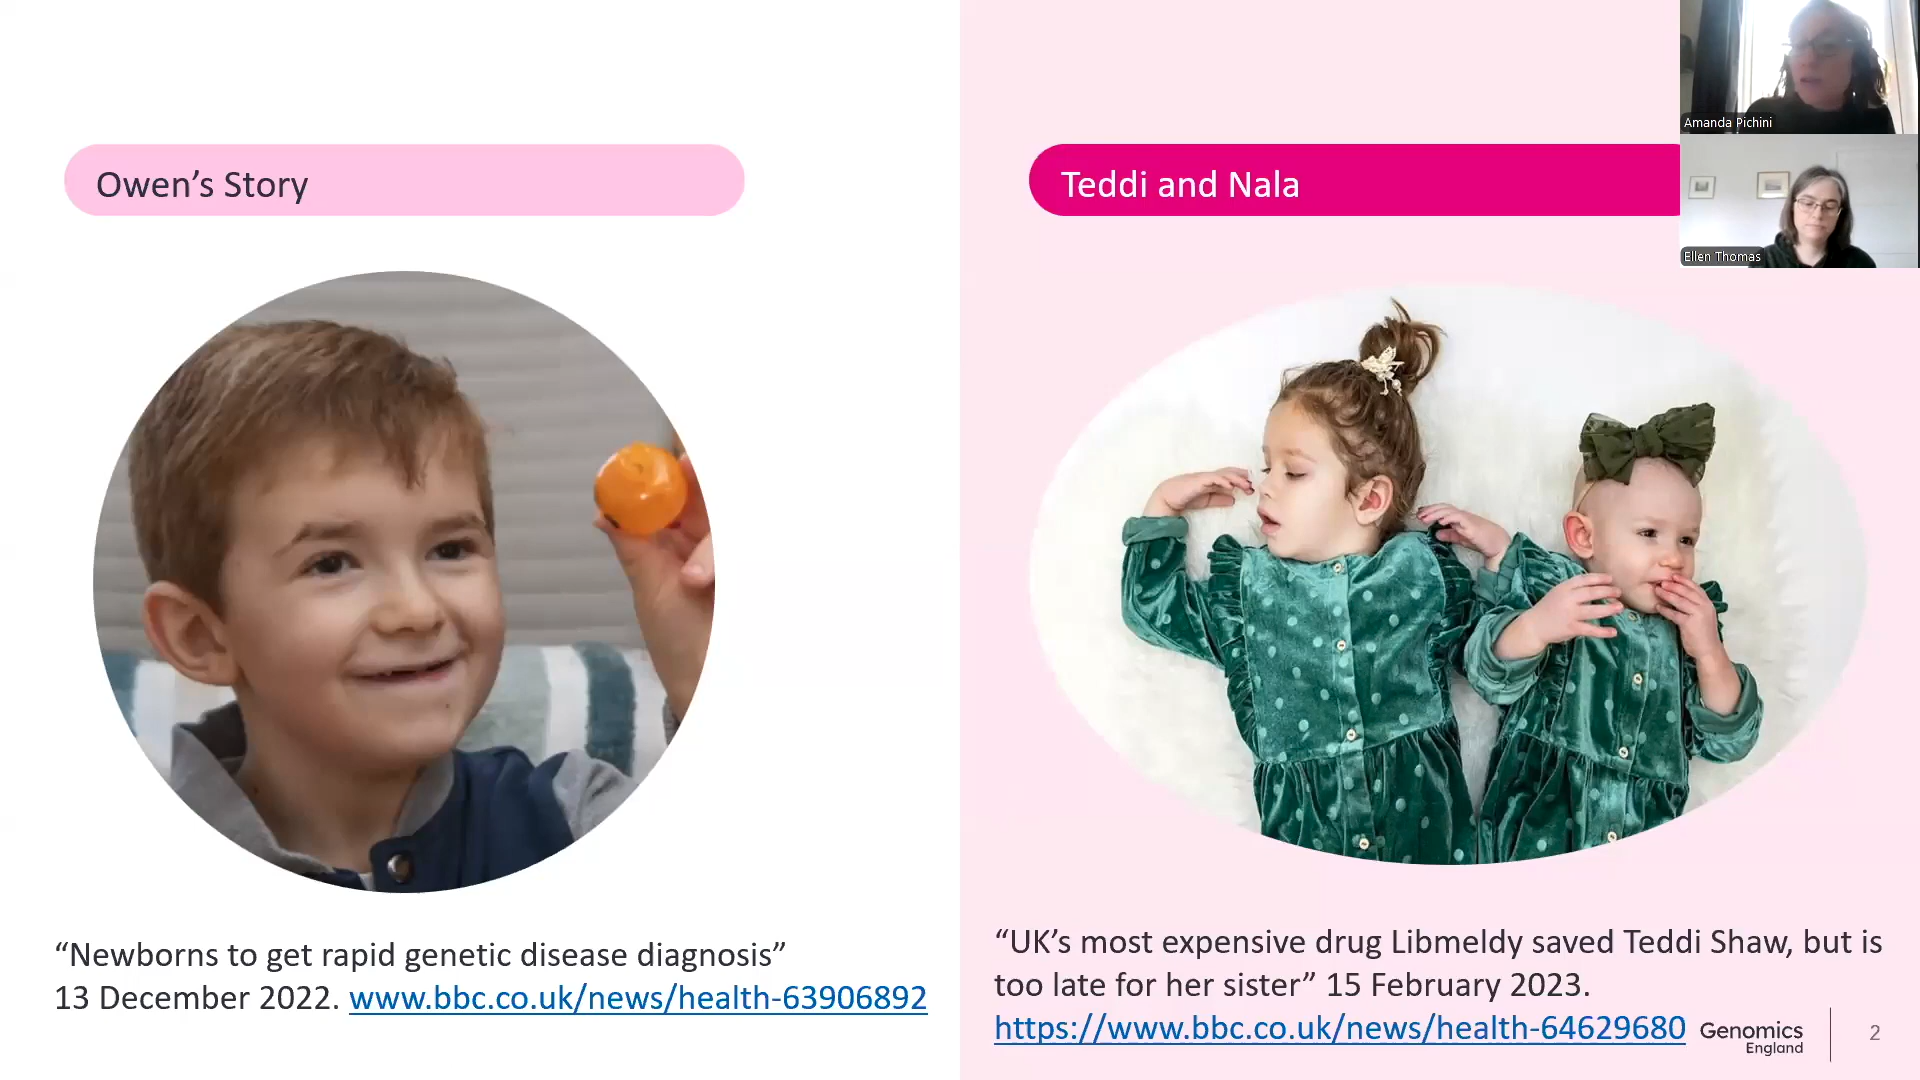 Owen’s Story
“Newborns to get rapid genetic disease diagnosis”
13 December 2022. www.bbc.co.uk/news/health-63906892
Teddi and Nala
“UK’s most expensive drug Libmeldy saved Teddi Shaw, but is
too late for her sister” 15 February 2023.
https://www.bbc.co.uk/news/health-64629680
Genomics
England
2
Amanda Pichini
Ellen Thomas